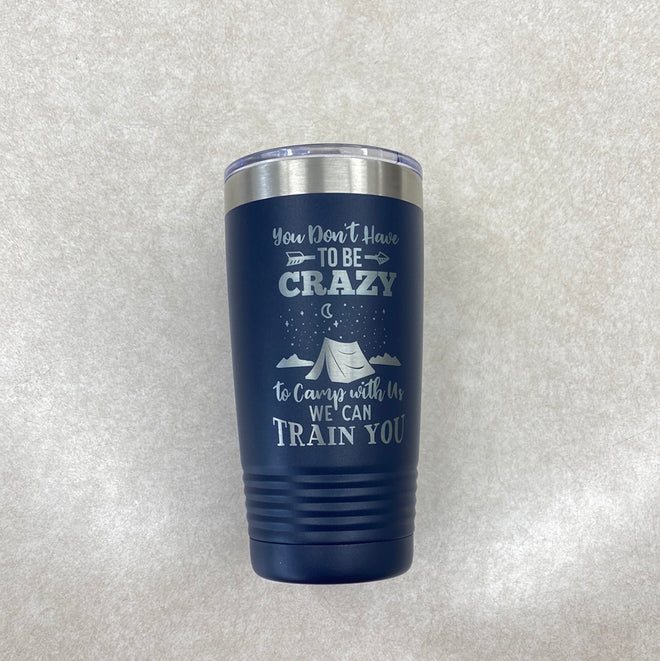 You Don't Have
TO BE
CRAZY
to Camp with Us
WE CAN
TRAIN YOU